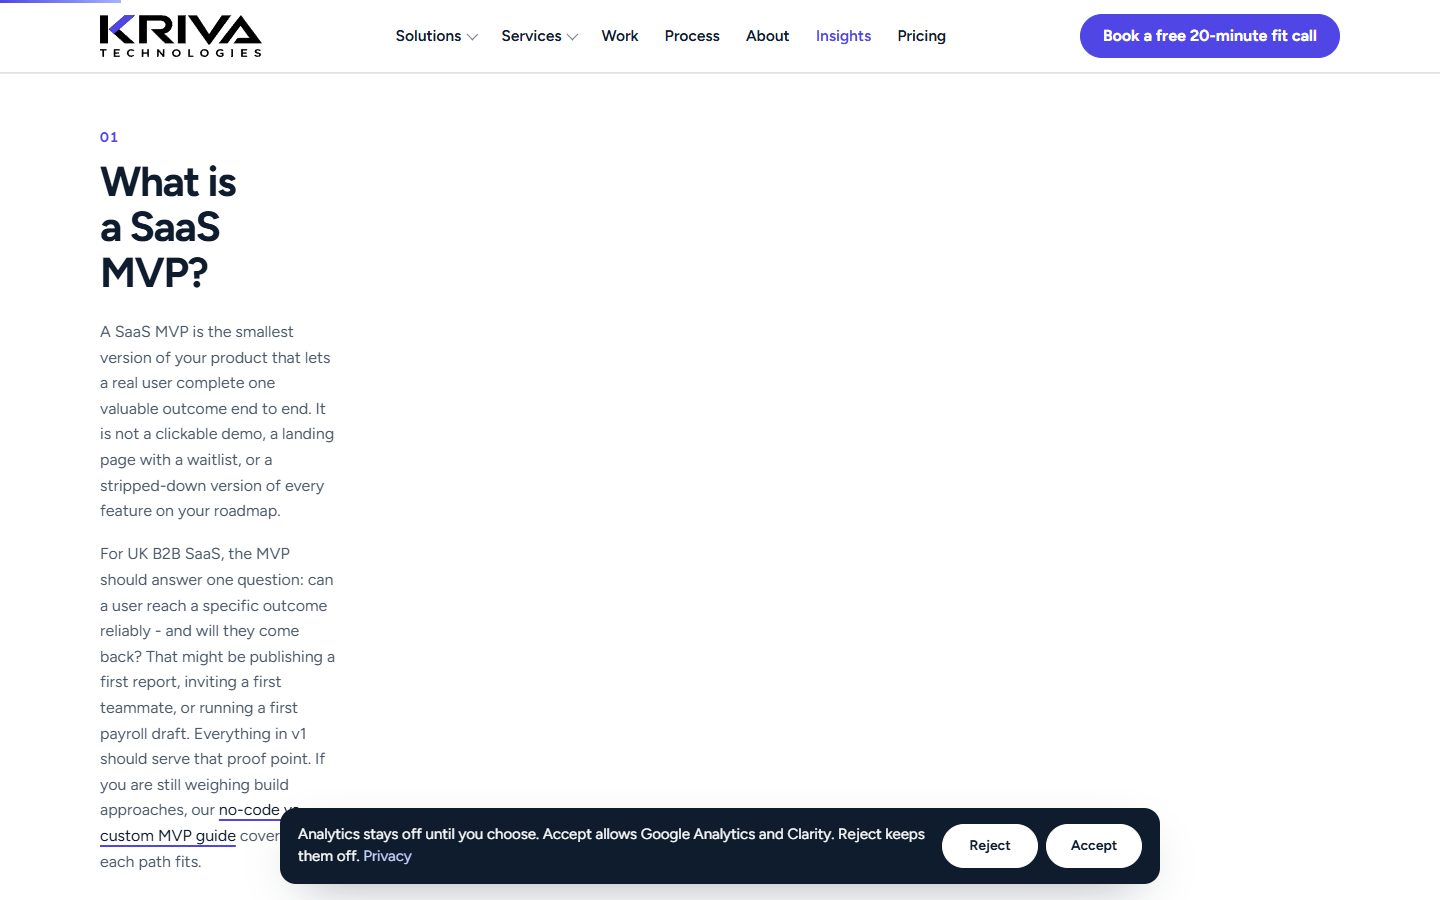 KRIVA
TECHNOLOGIES
Solutions
Services
Work
Process
About
Insights
Pricing
Book a free 20-minute fit call
01
What is
a SaaS
MVP?
A SaaS MVP is the smallest
version of your product that lets
a real user complete one
valuable outcome end to end. It
is not a clickable demo, a landing
page with a waitlist, or a
stripped-down version of every
feature on your roadmap.
For UK B2B SaaS, the MVP
should answer one question: can
a user reach a specific outcome
reliably - and will they come
back? That might be publishing a
first report, inviting a first
teammate, or running a first
payroll draft. Everything in v1
should serve that proof point. If
you are still weighing build
approaches, our no-code
custom MVP guide
each path fits.
Analytics stays off until you choose. Accept allows Google Analytics and Clarity. Reject keeps
them off. Privacy
Reject
Accept